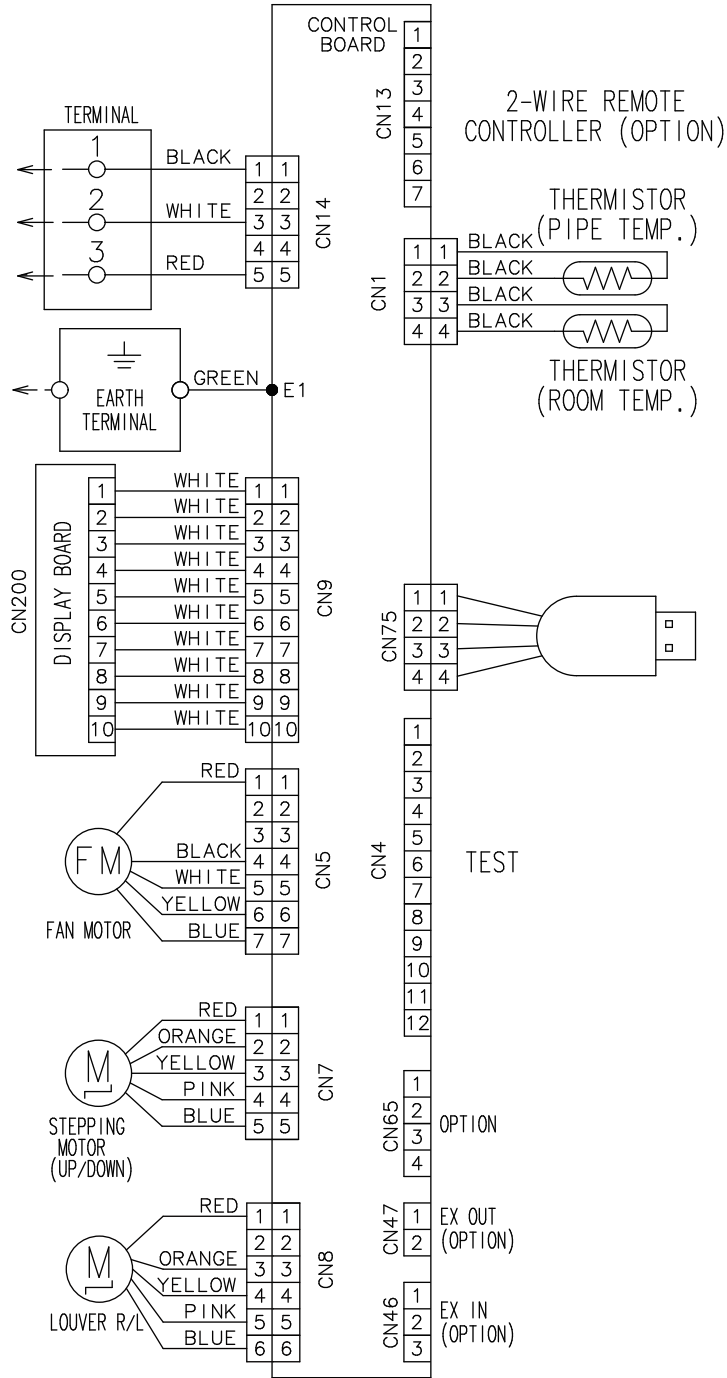 CONTROL
BOARD
CN13
1
2
3
4
5
6
7
2-WIRE REMOTE
CONTROLLER (OPTION)
TERMINAL
1
2
3
BLACK
WHITE
RED
1 1
2 2
3 3
4 4
5 5
CN14
THERMISTOR
(PIPE TEMP.)
CN1
1 1
2 2
3 3
4 4
BLACK
BLACK
BLACK
BLACK
THERMISTOR
(ROOM TEMP.)
EARTH
TERMINAL
GREEN
E1
CN200
DISPLAY BOARD
1
2
3
4
5
6
7
8
9
10
WHITE
WHITE
WHITE
WHITE
WHITE
WHITE
WHITE
WHITE
WHITE
WHITE
1 1
2 2
3 3
4 4
5 5
6 6
7 7
8 8
9 9
10 10
CN9
CN75
1 1
2 2
3 3
4 4
FM
FAN MOTOR
RED
BLACK
WHITE
YELLOW
BLUE
1 1
2 2
3 3
4 4
5 5
6 6
7 7
CN5
CN4
1
2
3
4
5
6
7
8
9
10
11
12
TEST
M
STEPPING
MOTOR
(UP/DOWN)
RED
ORANGE
YELLOW
PINK
BLUE
1 1
2 2
3 3
4 4
5 5
CN7
CN65
1
2
3
4
OPTION
M
LOUVER R/L
RED
ORANGE
YELLOW
PINK
BLUE
1 1
2 2
3 3
4 4
5 5
6 6
CN8
CN47
1
2
EX OUT
(OPTION)
CN46
1
2
3
EX IN
(OPTION)